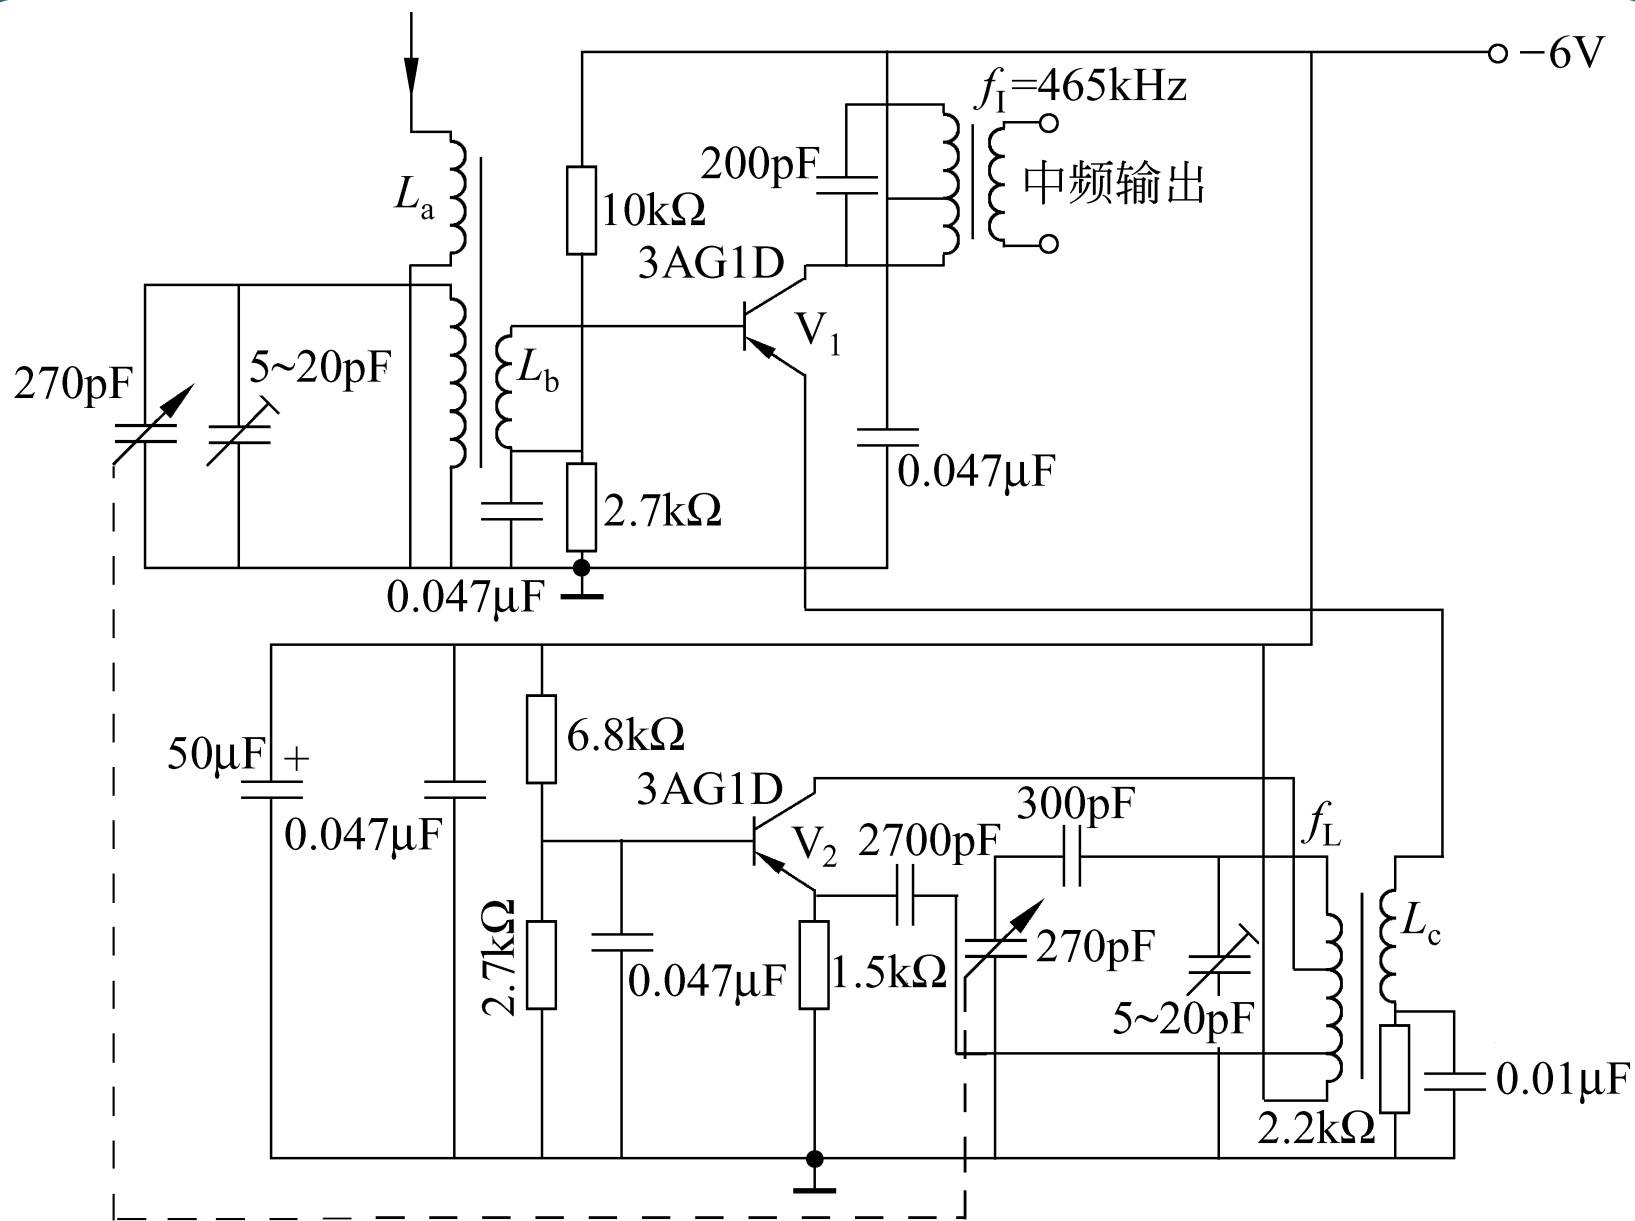 −6V
f_I=465kHz
200pF
中频输出
L_a
10kΩ
3AG1D
V_1
5~20pF
270pF
L_b
0.047μF
2.7kΩ
0.047μF
6.8kΩ
50μF +
3AG1D
300pF
f_L
0.047μF
V_2
2700pF
L_c
2.7kΩ
270pF
0.047μF
1.5kΩ
5~20pF
0.01μF
2.2kΩ